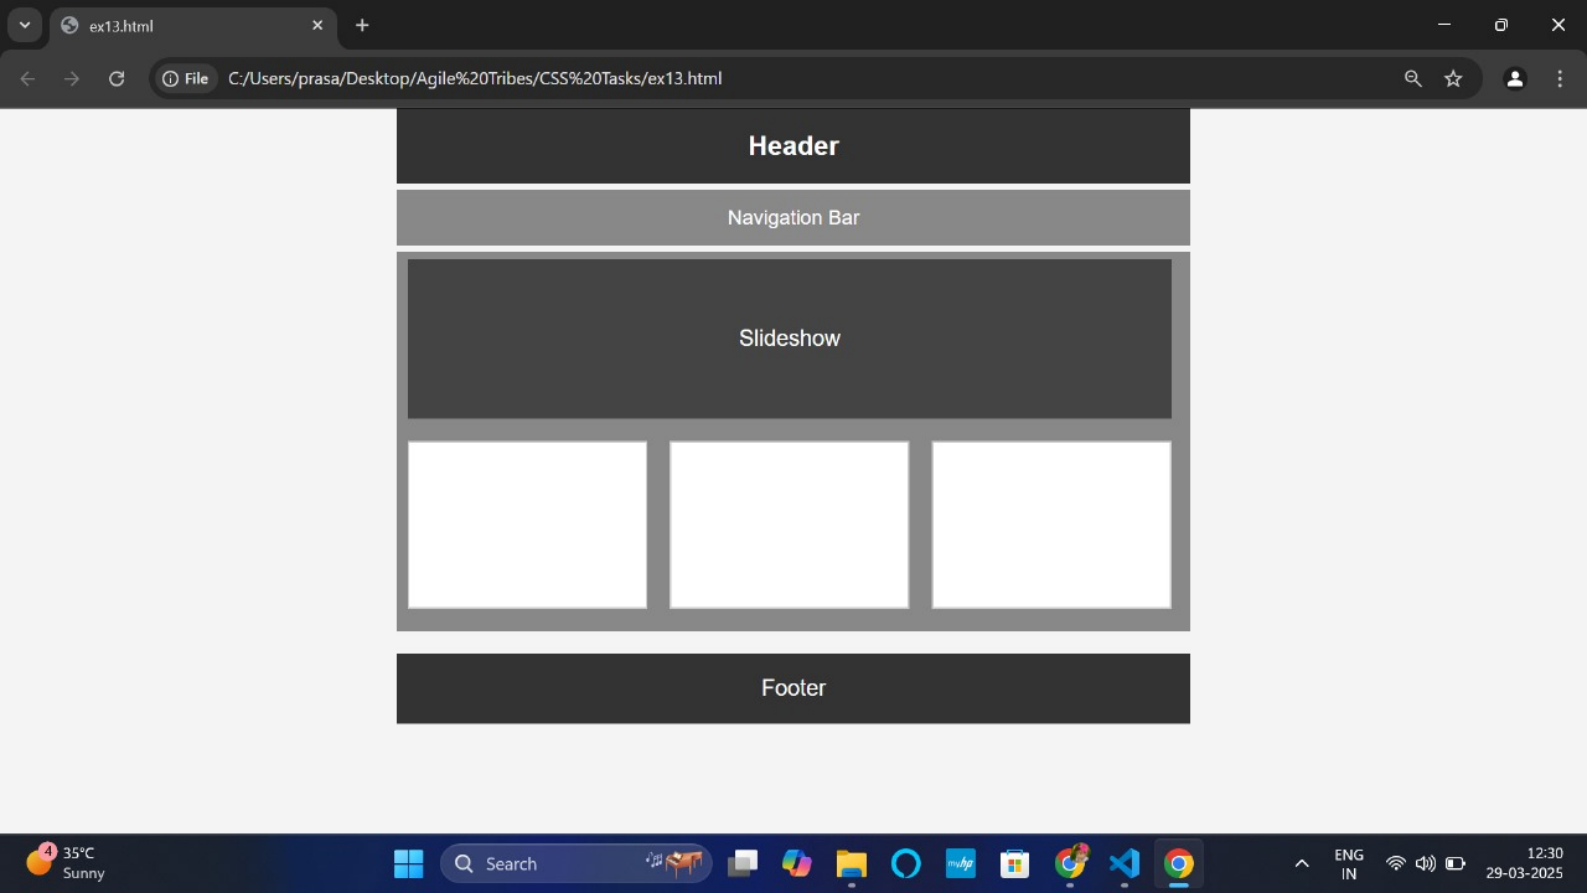 ex13.html
File C:/Users/prasa/Desktop/Agile%20Tribes/CSS%20Tasks/ex13.html
Header
Navigation Bar
Slideshow
Footer
4
35°C
Sunny
Search
myhp
ENG
IN
12:30
29-03-2025